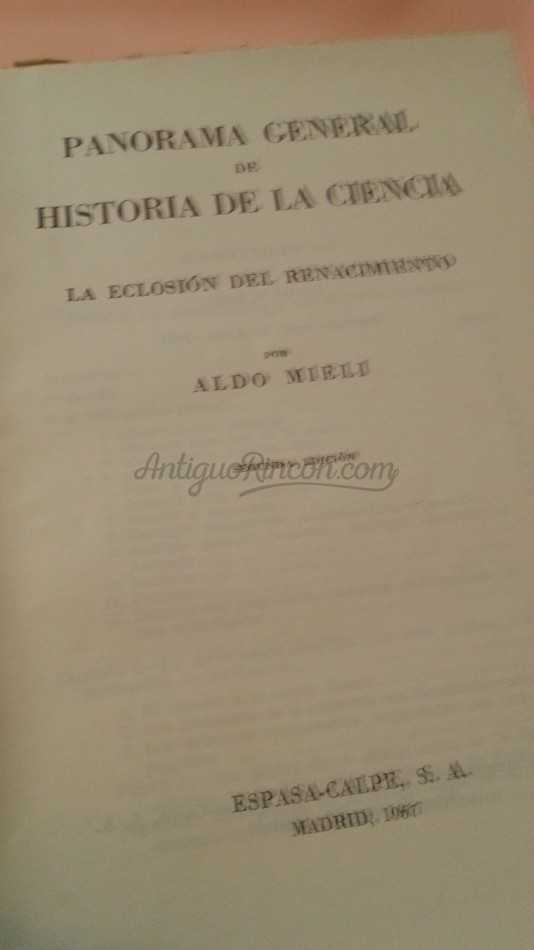 PANORAMA GENERAL
DE
HISTORIA DE LA CIENCIA
LA ECLOSIÓN DEL RENACIMIENTO
POR
ALDO MIELI
AntiguoRincon.com
EDICIÓN
ESPASA-CALPE, S. A.
MADRID, 1967